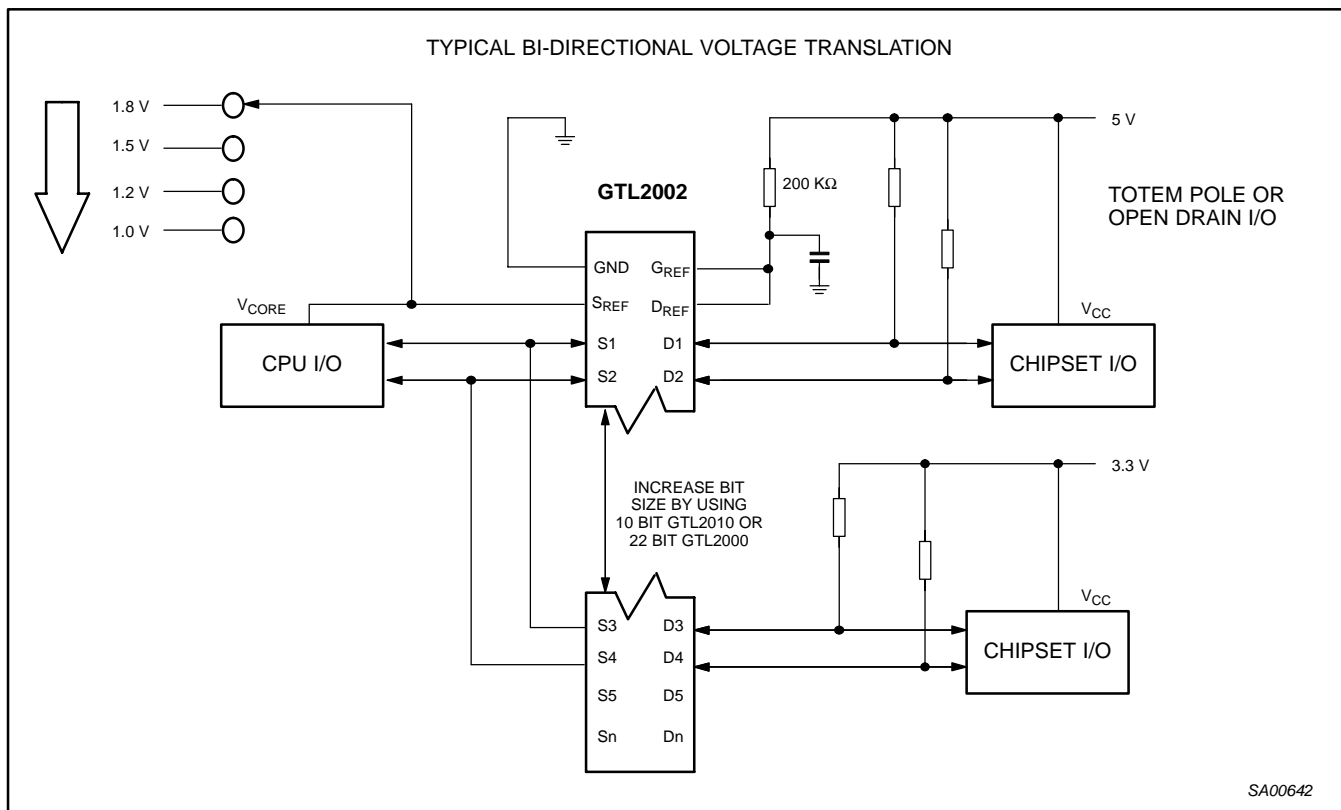 TYPICAL BI-DIRECTIONAL VOLTAGE TRANSLATION
1.8 V
1.5 V
1.2 V
1.0 V
5 V
200 KΩ
GTL2002
TOTEM POLE OR
OPEN DRAIN I/O
GND
GREF
SREF
DREF
VCORE
VCC
CPU I/O
S1
D1
S2
D2
CHIPSET I/O
INCREASE BIT
SIZE BY USING
10 BIT GTL2010 OR
22 BIT GTL2000
3.3 V
VCC
S3
D3
S4
D4
CHIPSET I/O
S5
D5
Sn
Dn
SA00642